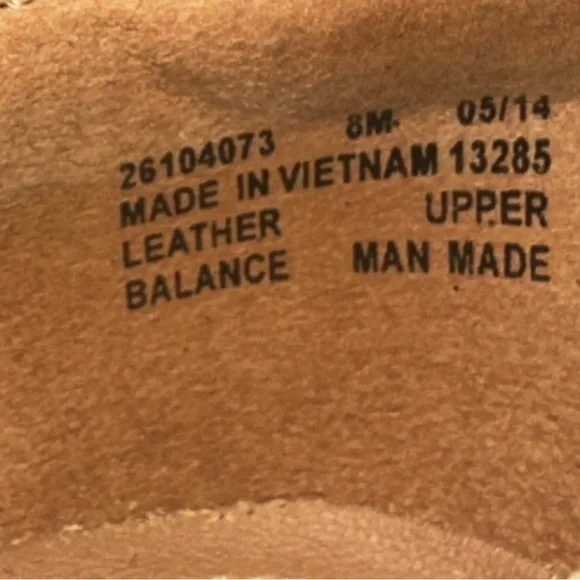 26104073 8M 05/14
MADE IN VIETNAM 13285
LEATHER UPPER
BALANCE MAN MADE